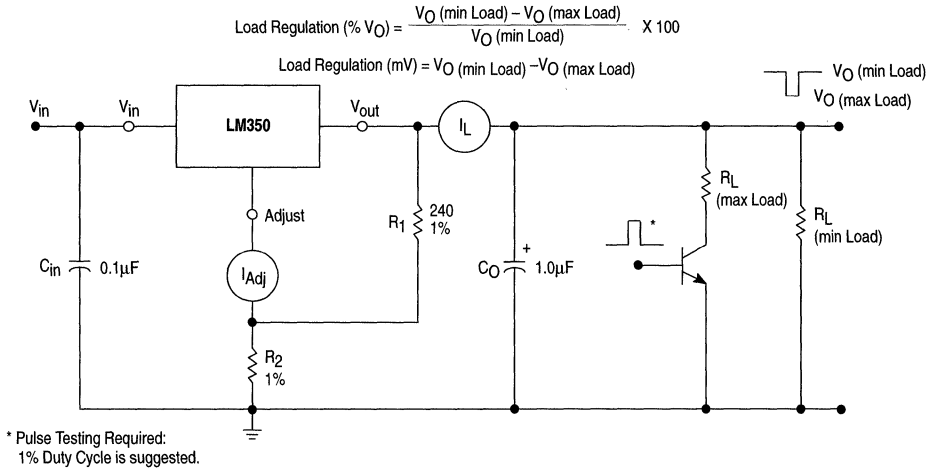 Load Regulation (% VO) = VO (min Load) – VO (max Load) / VO (min Load) X 100
Load Regulation (mV) = VO (min Load) –VO (max Load)
VO (min Load)
VO (max Load)
Vin
Vin
LM350
Vout
IL
Adjust
R1
240
1%
RL
(max Load)
RL
(min Load)
*
Cin
0.1µF
IAdj
CO
+
1.0µF
R2
1%
* Pulse Testing Required:
1% Duty Cycle is suggested.